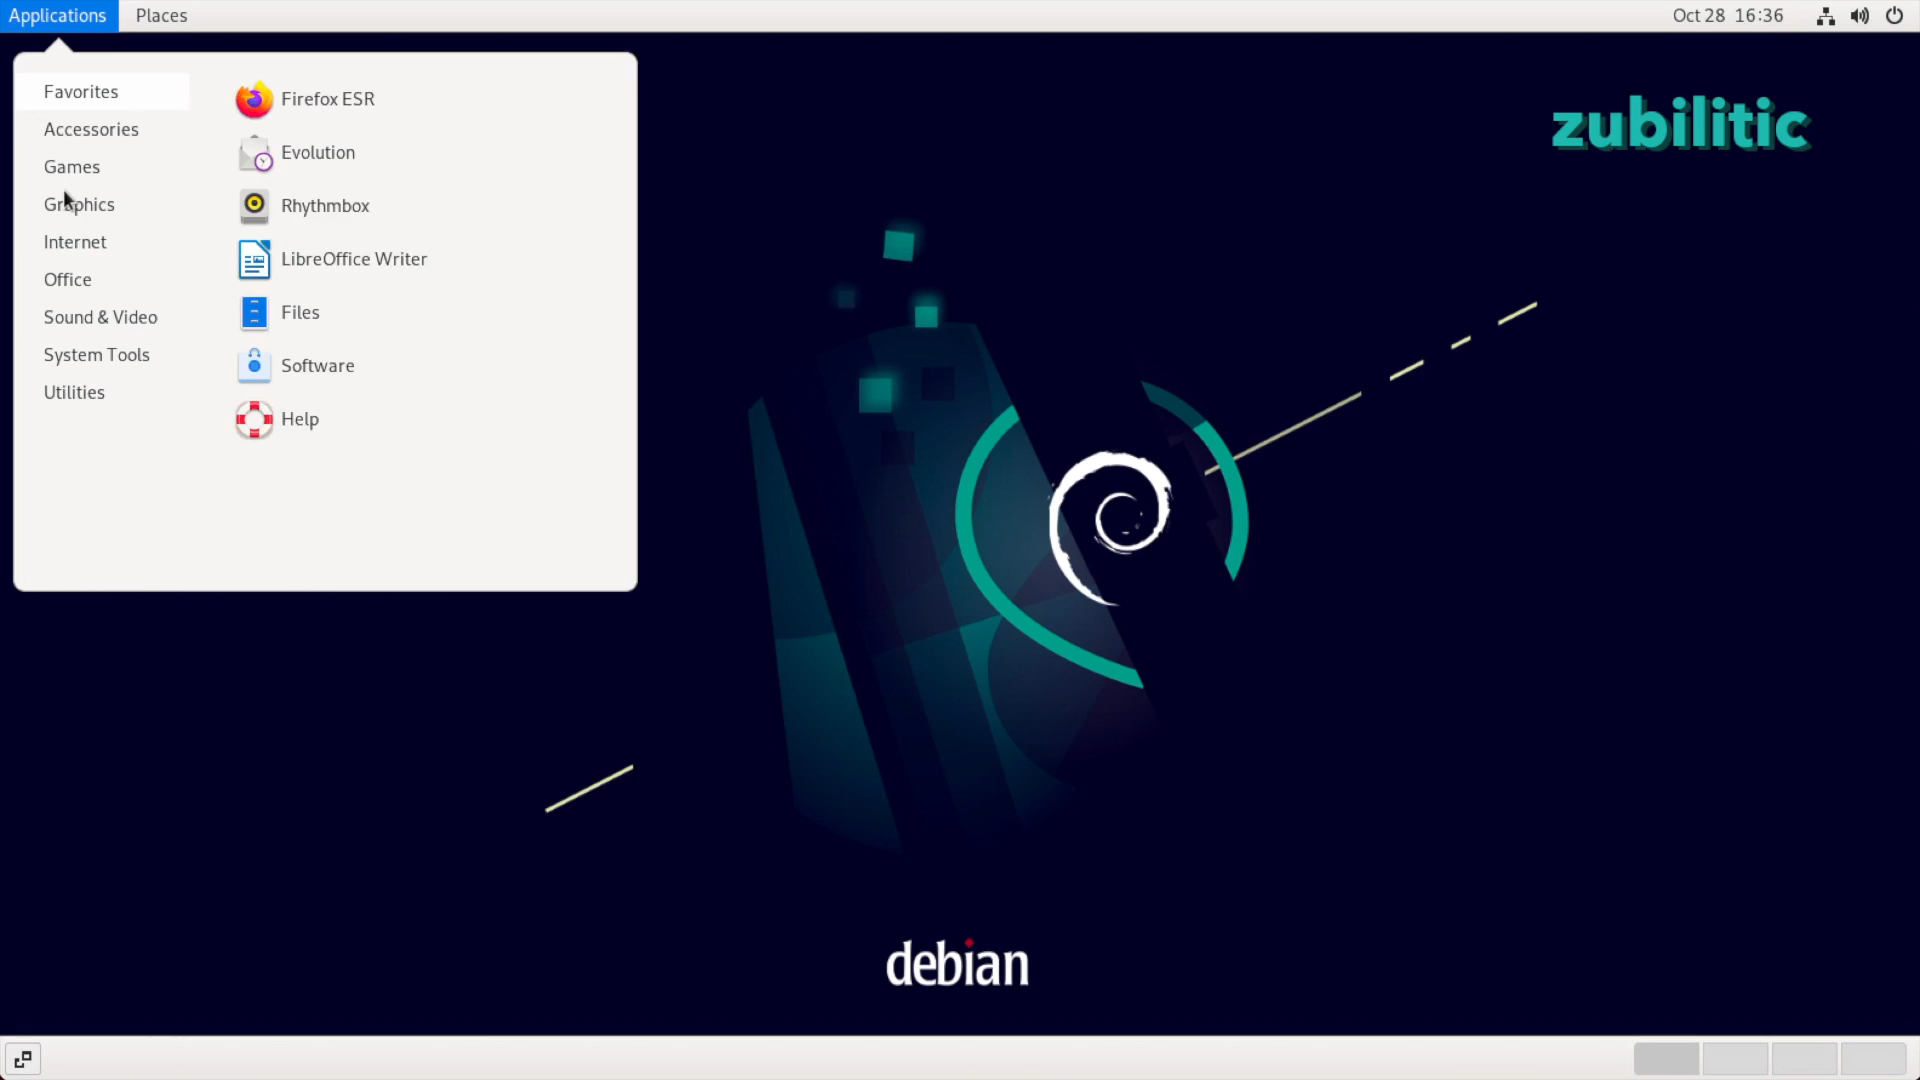 Applications Places Oct 28 16:36
zubilitic
Favorites
Accessories
Games
Graphics
Internet
Office
Sound & Video
System Tools
Utilities
Firefox ESR
Evolution
Rhythmbox
LibreOffice Writer
Files
Software
Help
debian